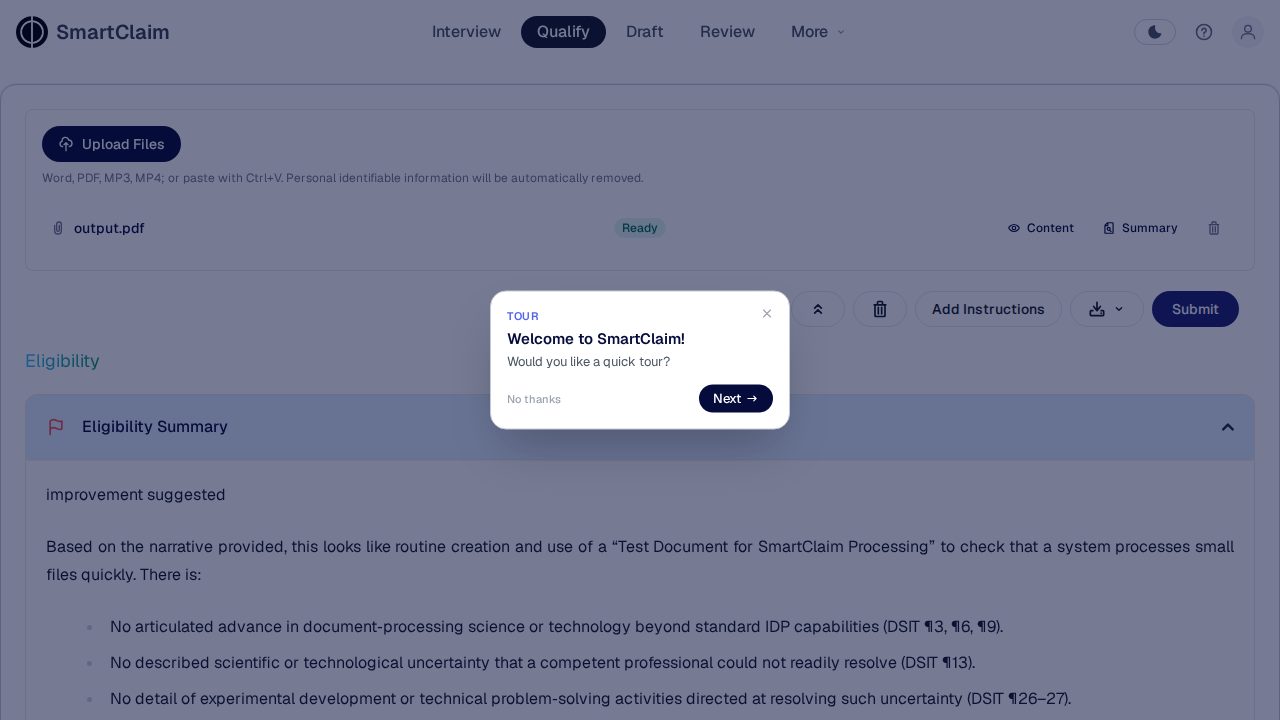 SmartClaim
Interview
Qualify
Draft
Review
More
Upload Files
Word, PDF, MP3, MP4; or paste with Ctrl+V. Personal identifiable information will be automatically removed.
output.pdf
Ready
Content
Summary
Add Instructions
Submit
TOUR
Welcome to SmartClaim!
Would you like a quick tour?
No thanks
Next →
Eligibility
Eligibility Summary
improvement suggested
Based on the narrative provided, this looks like routine creation and use of a “Test Document for SmartClaim Processing” to check that a system processes small
files quickly. There is:
No articulated advance in document-processing science or technology beyond standard IDP capabilities (DSIT ¶3, ¶6, ¶9).
No described scientific or technological uncertainty that a competent professional could not readily resolve (DSIT ¶13).
No detail of experimental development or technical problem-solving activities directed at resolving such uncertainty (DSIT ¶26–27).